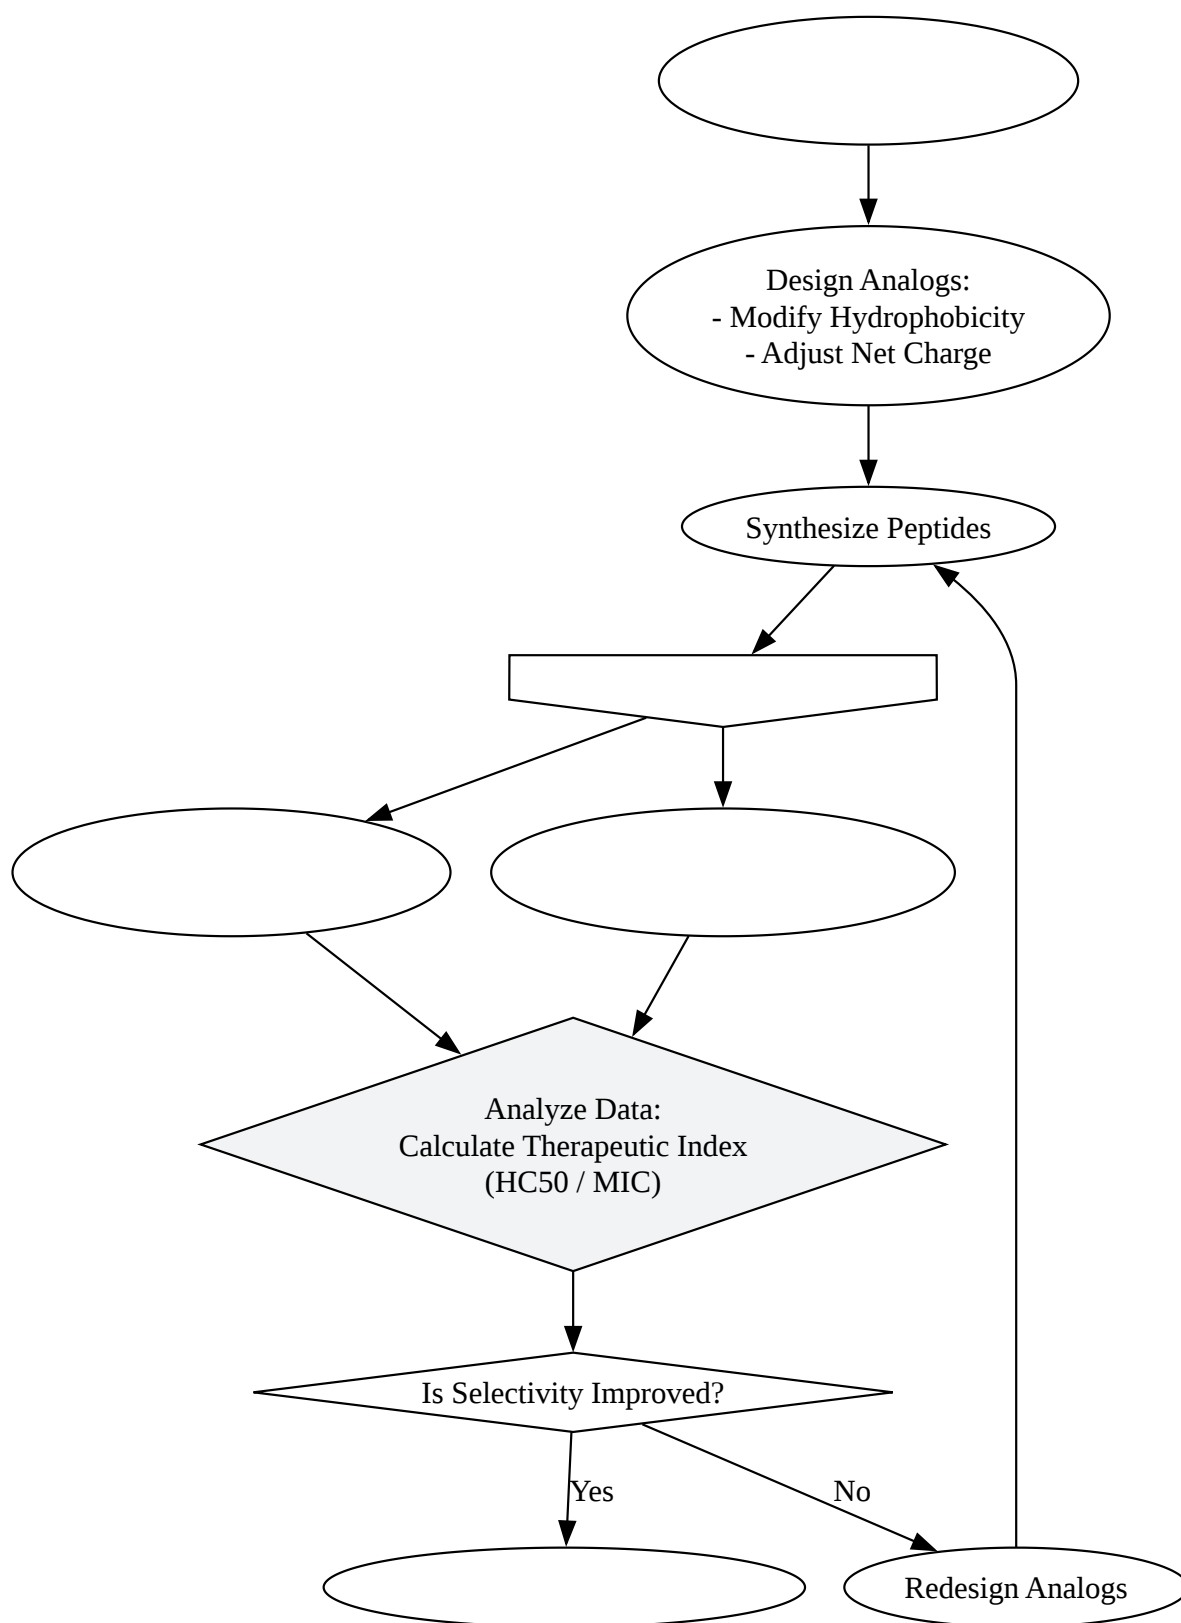 Design Analogs:
- Modify Hydrophobicity
- Adjust Net Charge
Synthesize Peptides
Analyze Data:
Calculate Therapeutic Index
(HC50 / MIC)
Is Selectivity Improved?
Yes
No
Redesign Analogs